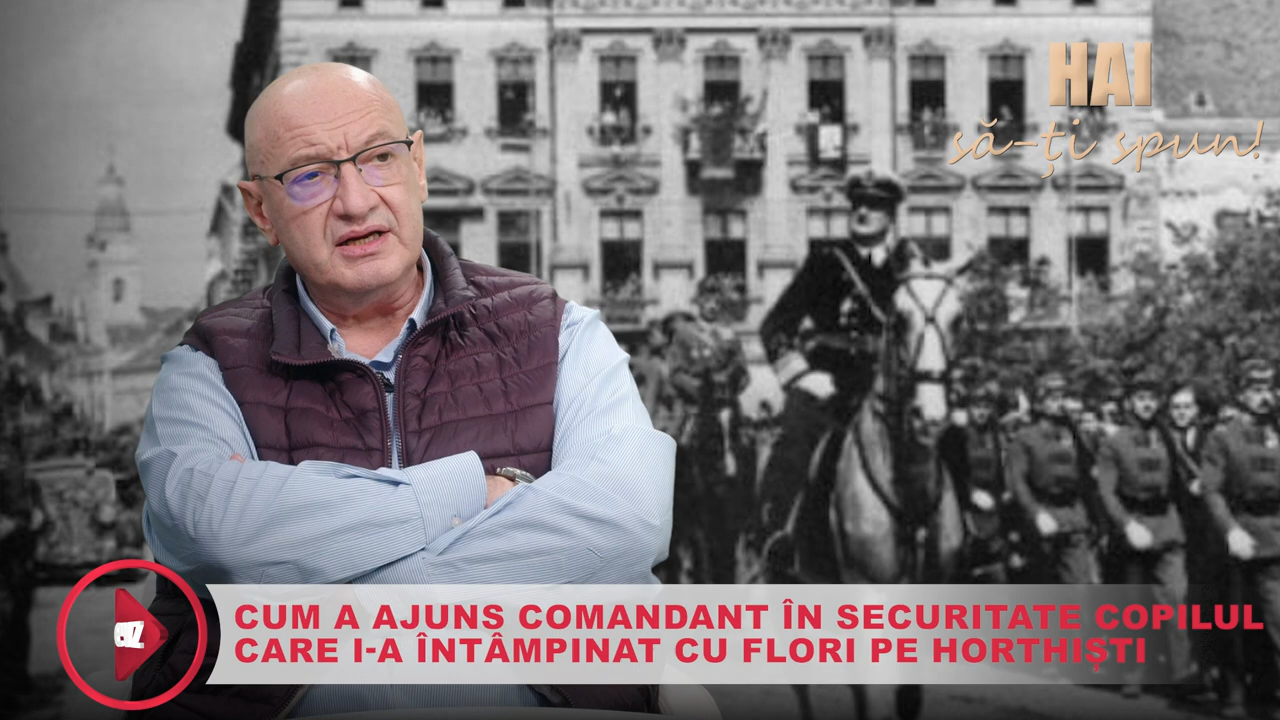 HAI
să-ți spun!
CUM A AJUNS COMANDANT ÎN SECURITATE COPILUL
CARE I-A ÎNTÂMPINAT CU FLORI PE HORTHIȘTI